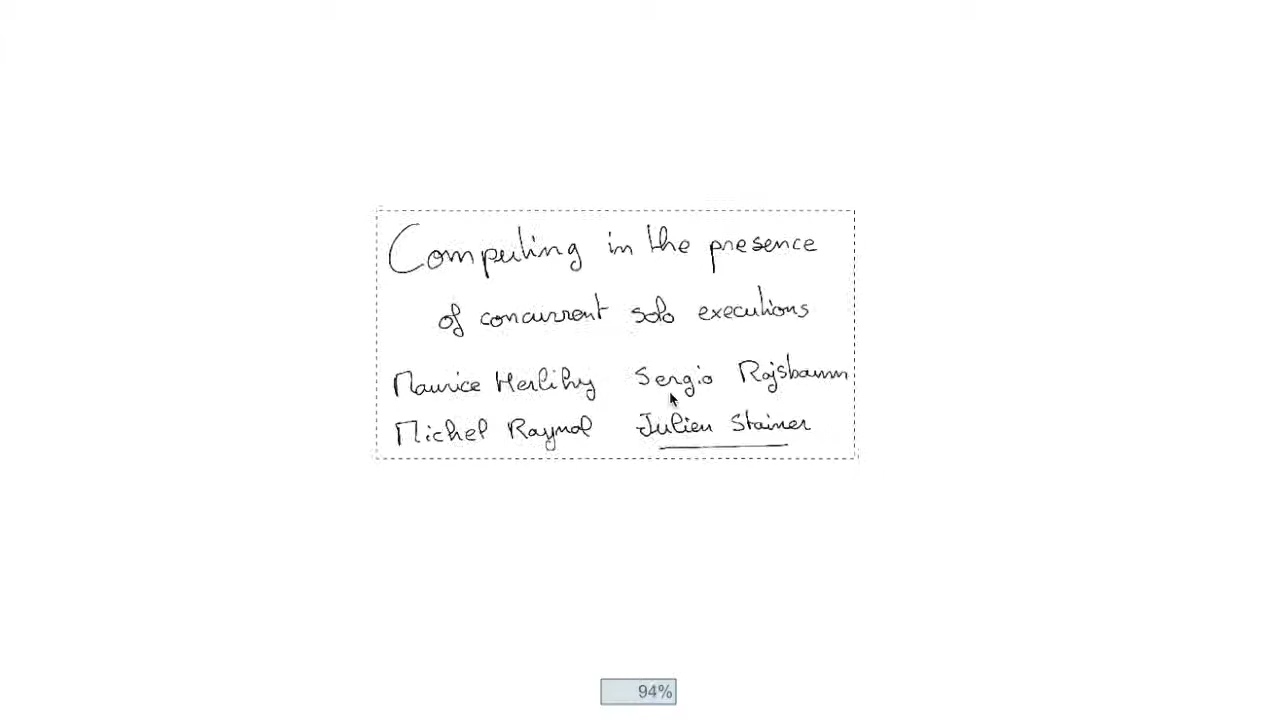 Computing in the presence
of concurrent solo executions
Maurice Herlihy Sergio Rajsbaum
Michel Raynal Julien Stainer
94%